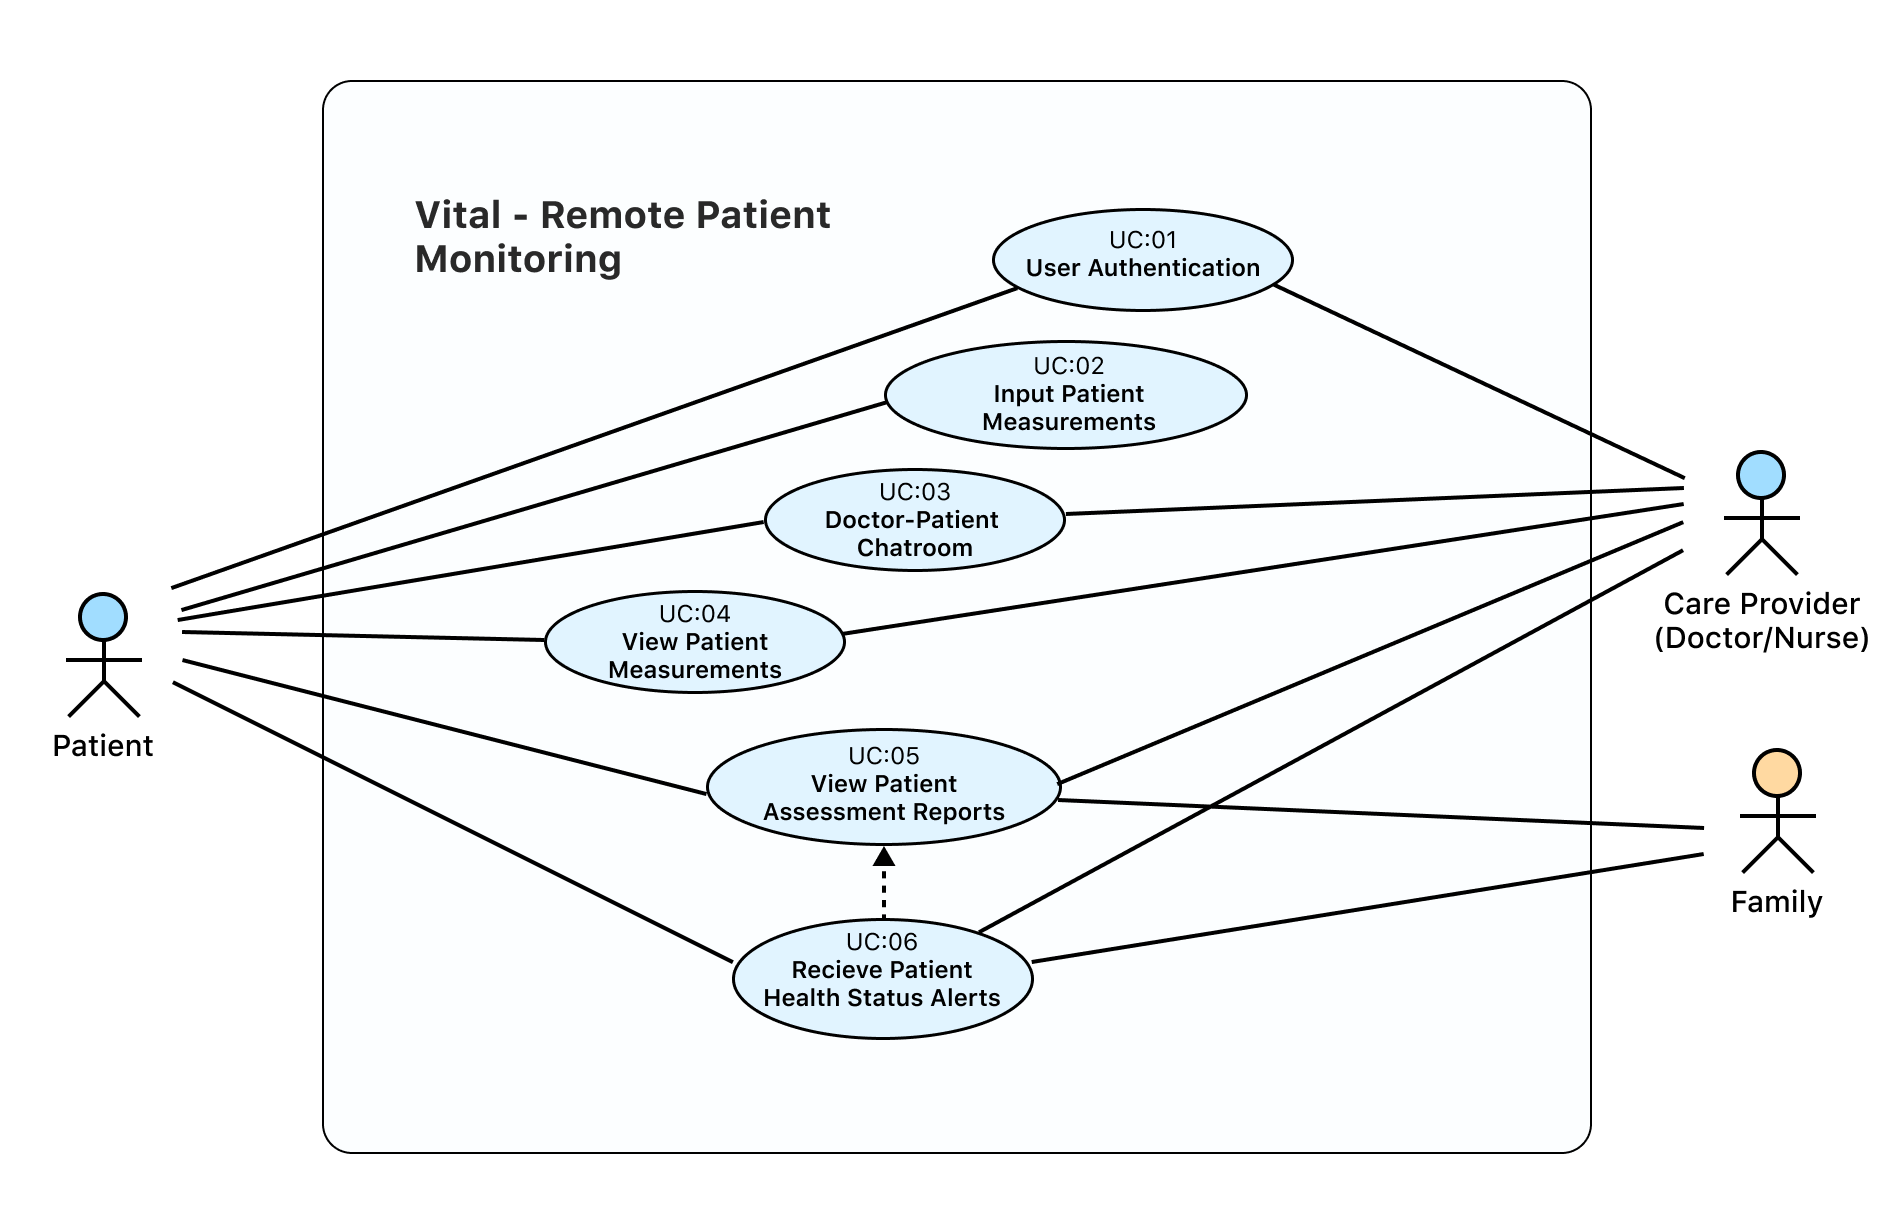 Vital - Remote Patient
Monitoring
UC:01
User Authentication
UC:02
Input Patient
Measurements
UC:03
Doctor-Patient
Chatroom
UC:04
View Patient
Measurements
UC:05
View Patient
Assessment Reports
UC:06
Recieve Patient
Health Status Alerts
Patient
Care Provider
(Doctor/Nurse)
Family